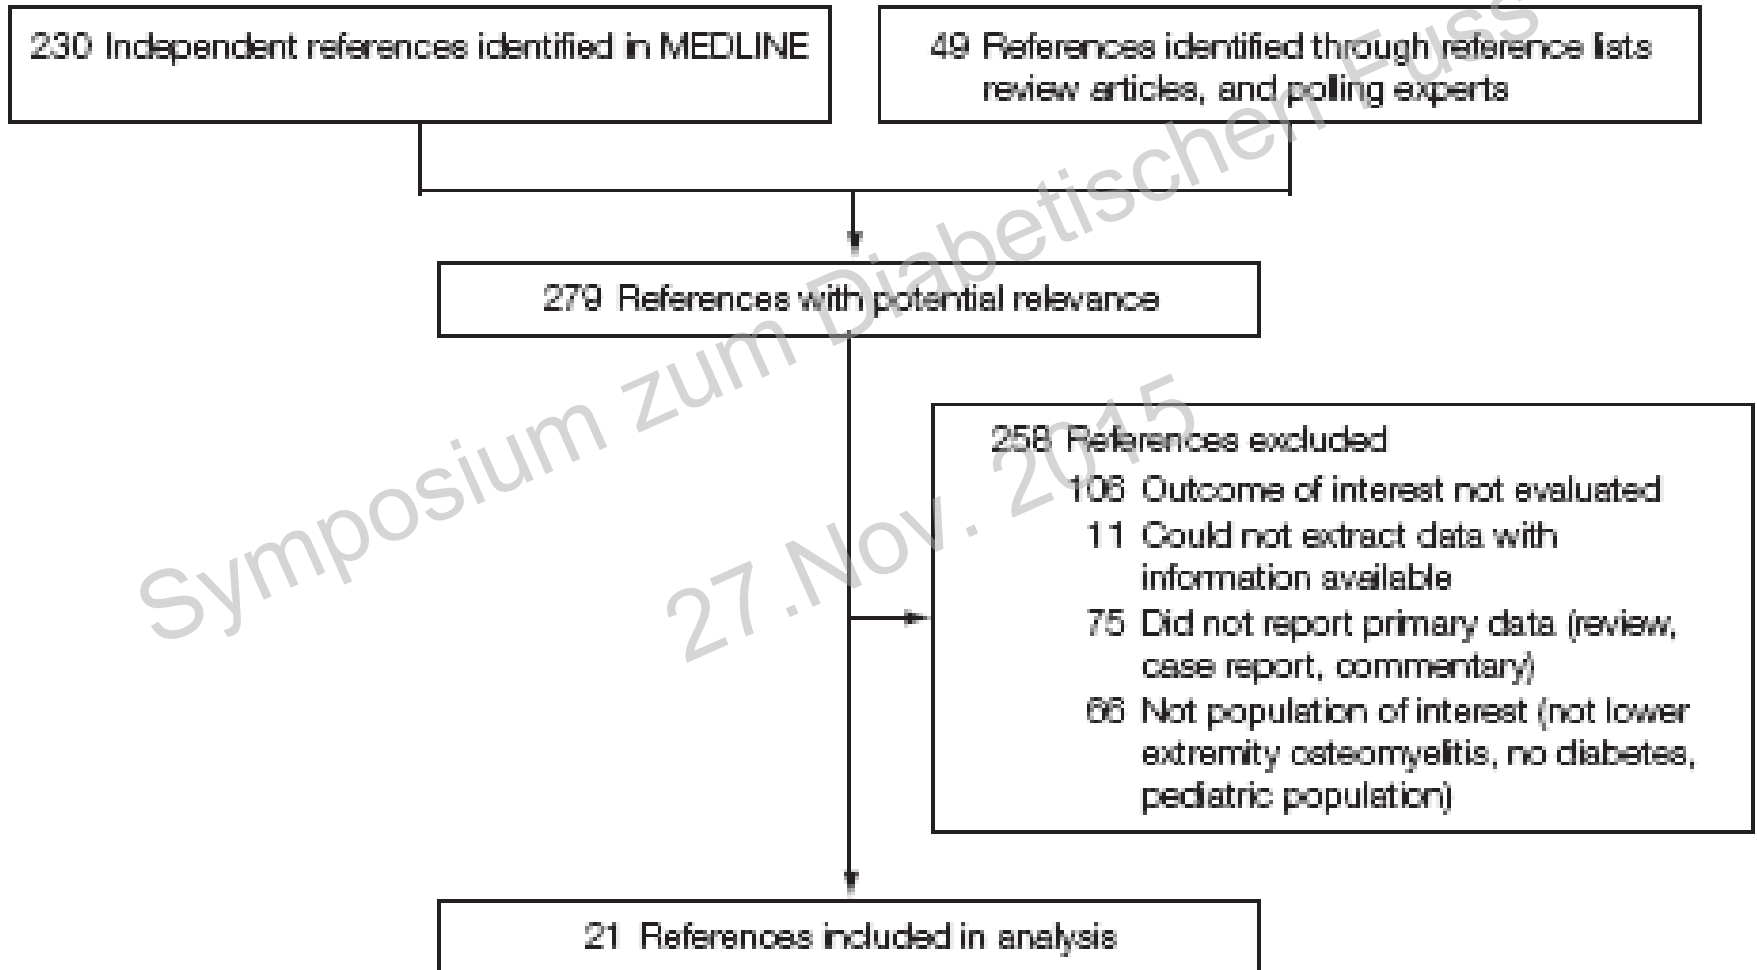 230 Independent references identified in MEDLINE
49 References identified through reference lists
review articles, and polling experts
279 References with potential relevance
258 References excluded
106 Outcome of interest not evaluated
11 Could not extract data with
information available
75 Did not report primary data (review,
case report, commentary)
66 Not population of interest (not lower
extremity osteomyelitis, no diabetes,
pediatric population)
21 References included in analysis
Symposium zum Diabetischen Fuss
27.Nov. 2015